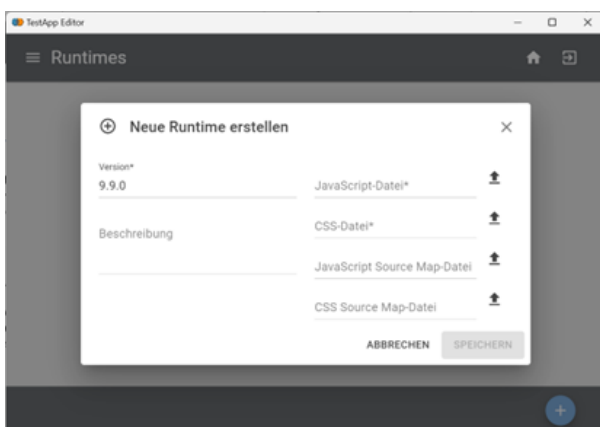 TestApp Editor
Runtimes
Neue Runtime erstellen
Version*
9.9.0
Beschreibung
JavaScript-Datei*
CSS-Datei*
JavaScript Source Map-Datei
CSS Source Map-Datei
ABBRECHEN
SPEICHERN